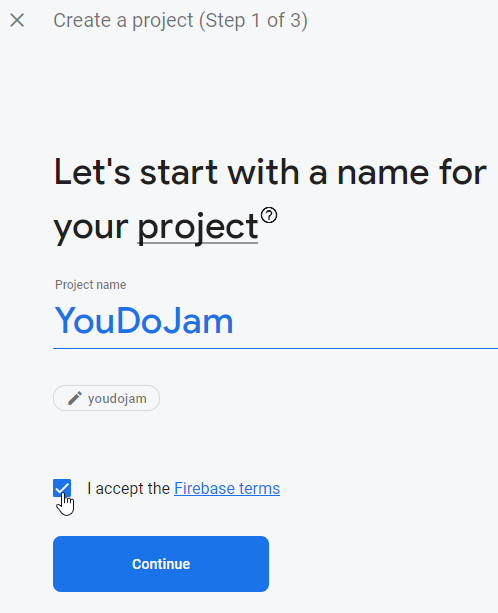 Create a project (Step 1 of 3)
Let's start with a name for
your project
Project name
YouDoJam
youdojam
I accept the Firebase terms
Continue